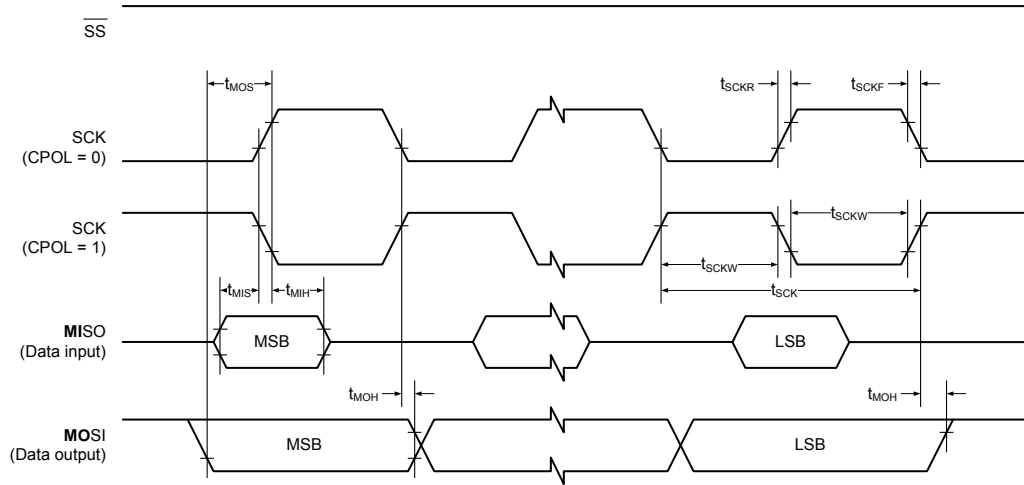 SS
tMOS
tSCKR
tSCKF
SCK
(CPOL = 0)
SCK
(CPOL = 1)
tSCKW
tSCKW
tSCK
tMIS
tMIH
MISO
(Data input)
MSB
LSB
tMOH
tMOH
MOSI
(Data output)
MSB
LSB